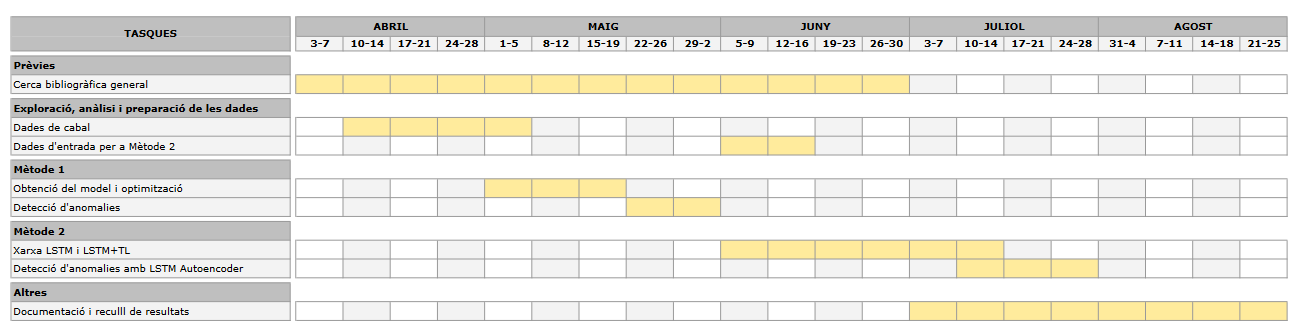 TASQUES ABRIL MAIG JUNY JULIOL AGOST
3-7 10-14 17-21 24-28 1-5 8-12 15-19 22-26 29-2 5-9 12-16 19-23 26-30 3-7 10-14 17-21 24-28 31-4 7-11 14-18 21-25
Prèvies
Cerca bibliogràfica general
Exploració, anàlisi i preparació de les dades
Dades de cabal
Dades d'entrada per a Mètode 2
Mètode 1
Obtenció del model i optimització
Detecció d'anomalies
Mètode 2
Xarxa LSTM i LSTM+TL
Detecció d'anomalies amb LSTM Autoencoder
Altres
Documentació i reculll de resultats